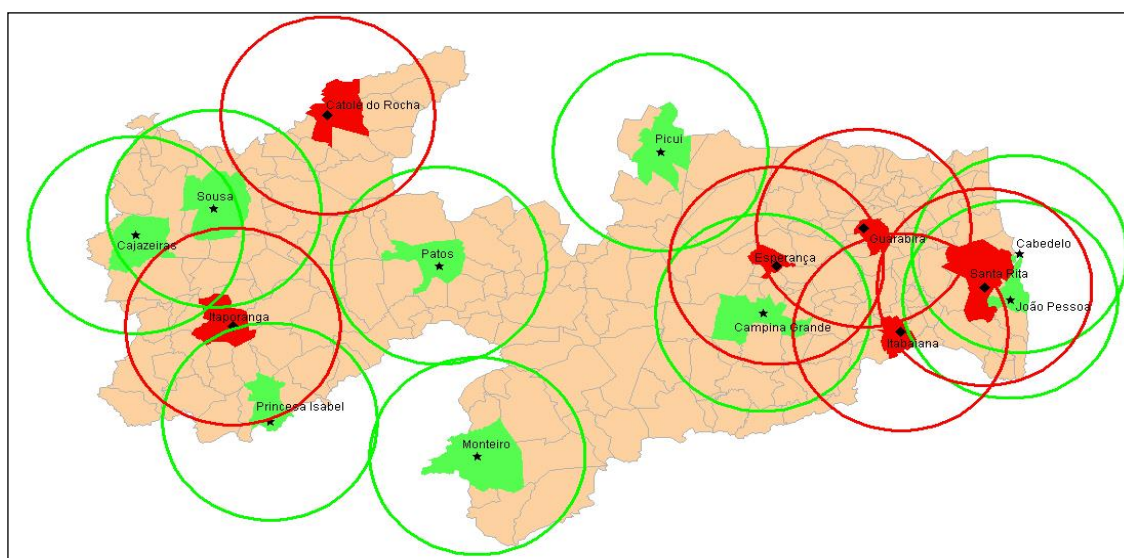 Catolé do Rocha
Picuí
Sousa
Cajazeiras
Patos
Guarabira
Cabedelo
Esperança
Santa Rita
João Pessoa
Itaporanga
Campina Grande
Itabaiana
Princesa Isabel
Monteiro